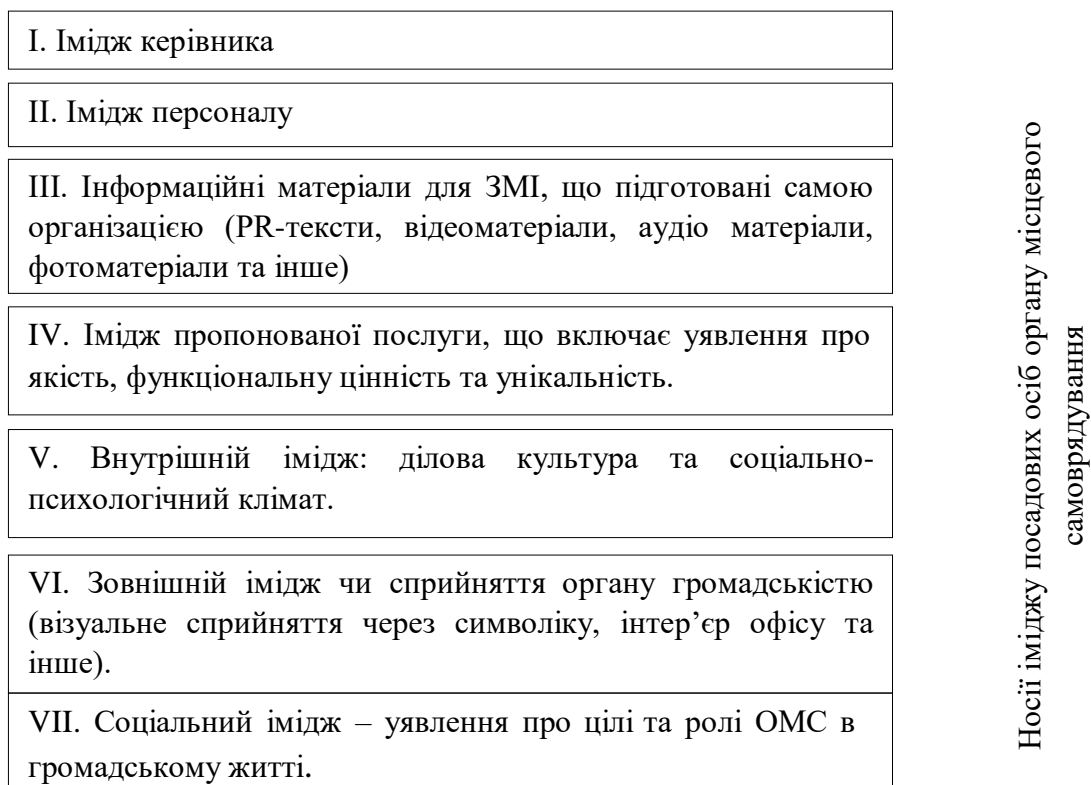 І. Імідж керівника
ІІ. Імідж персоналу
ІІІ. Інформаційні матеріали для ЗМІ, що підготовані самою
організацією (PR-тексти, відеоматеріали, аудіо матеріали,
фотоматеріали та інше)
IV. Імідж пропонованої послуги, що включає уявлення про
якість, функціональну цінність та унікальність.
V. Внутрішній імідж: ділова культура та соціально-
психологічний клімат.
VI. Зовнішній імідж чи сприйняття органу громадськістю
(візуальне сприйняття через символіку, інтер’єр офісу та
інше).
VII. Соціальний імідж – уявлення про цілі та ролі ОМС в
громадському житті.
Носії іміджу посадових осіб органу місцевого
самоврядування